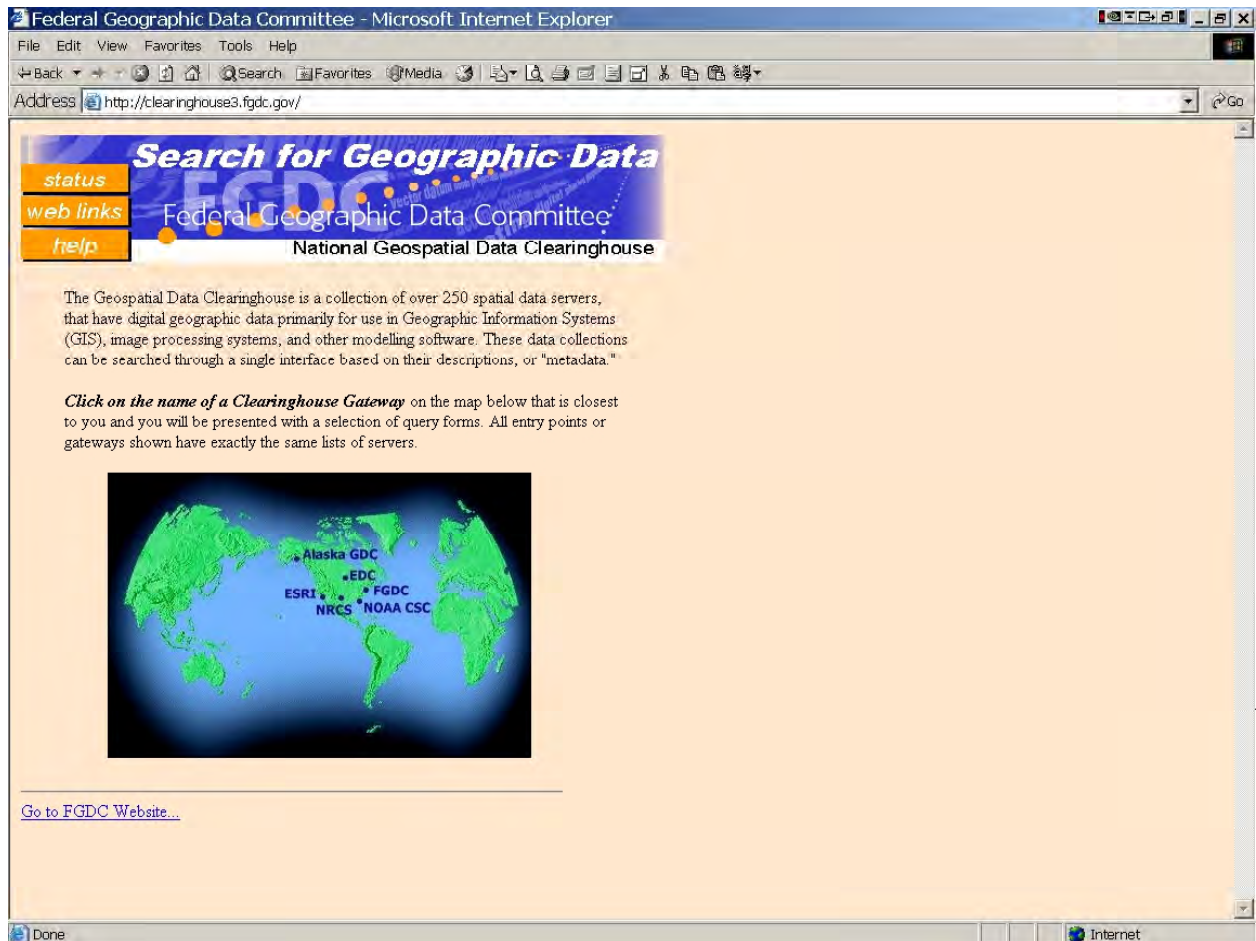 Federal Geographic Data Committee - Microsoft Internet Explorer
File Edit View Favorites Tools Help
Back Search Favorites Media
Address http://clearinghouse3.fgdc.gov/ Go
Search for Geographic Data
status
FGDC
vector data
web links
Federal Geographic Data Committee
help
National Geospatial Data Clearinghouse
The Geospatial Data Clearinghouse is a collection of over 250 spatial data servers,
that have digital geographic data primarily for use in Geographic Information Systems
(GIS), image processing systems, and other modelling software. These data collections
can be searched through a single interface based on their descriptions, or "metadata."
Click on the name of a Clearinghouse Gateway on the map below that is closest
to you and you will be presented with a selection of query forms. All entry points or
gateways shown have exactly the same lists of servers.
Alaska GDC
EDC
ESRI FGDC
NRCS NOAA CSC
Go to FGDC Website...
Done Internet